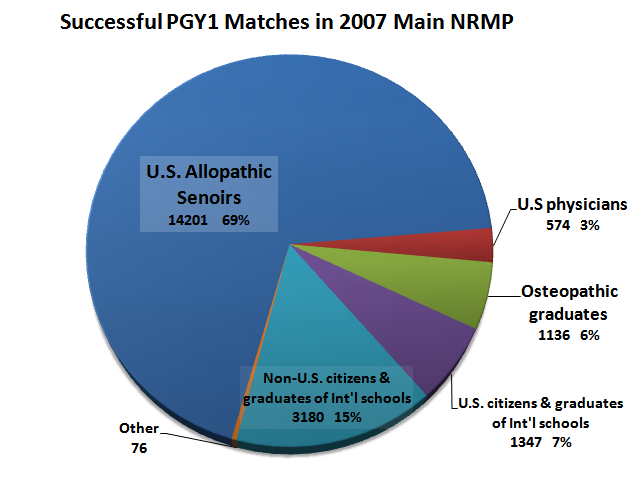 Successful PGY1 Matches in 2007 Main NRMP
U.S. Allopathic
Senoirs
14201 69%
U.S physicians
574 3%
Osteopathic
graduates
1136 6%
U.S. citizens & graduates
of Int'l schools
1347 7%
Non-U.S. citizens &
graduates of Int'l schools
3180 15%
Other
76